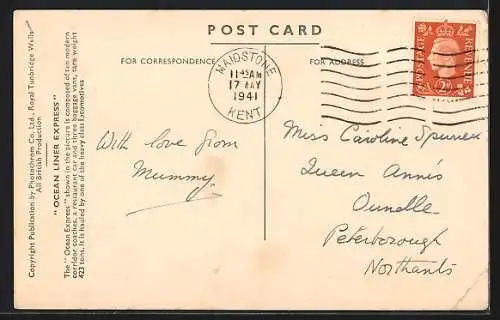 POST CARD
FOR CORRESPONDENCE
FOR ADDRESS
MAIDSTONE
11 45 AM
17 MAY
1941
KENT
POSTAGE
REVENUE
2D
With love from
Mummy
Miss Caroline
Queen Anne's
Oundle
Peterborough
Northants
Copyright Publication by Photochrom Co., Ltd., Royal Tunbridge Wells
All British Production
"OCEAN LINER EXPRESS"
The "Ocean Express" shown in the picture is composed of ten modern
corridor coaches, a restaurant car and three baggage vans, tare weight
423 tons. It is hauled by one of the heavy class locomotives